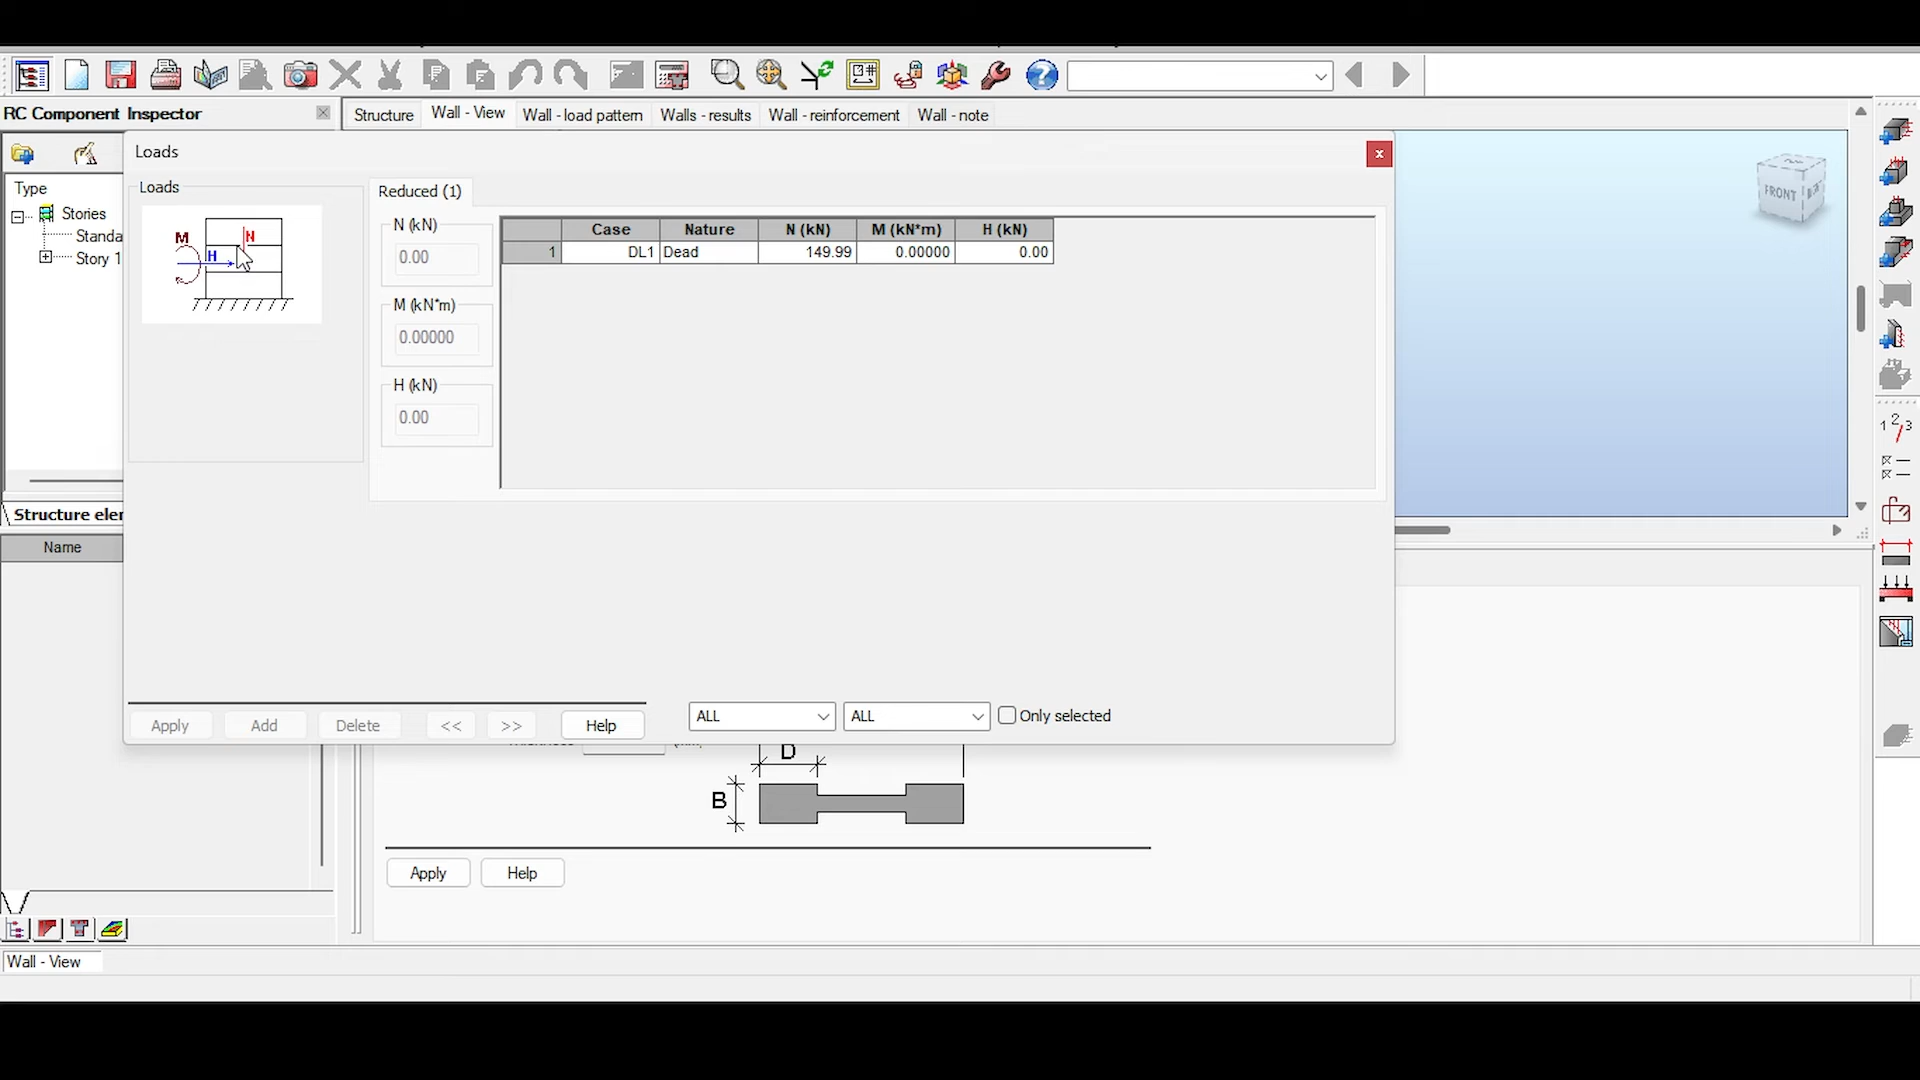 RC Component Inspector
Structure
Wall - View
Wall - load pattern
Walls - results
Wall - reinforcement
Wall - note
Loads
Type
Stories
Standa
Story 1
Loads
M
N
H
Reduced (1)
N (kN)
0.00
M (kN*m)
0.00000
H (kN)
0.00
Case Nature N (kN) M (kN*m) H (kN)
1 DL1 Dead 149.99 0.00000 0.00
FRONT
1 2 3
Structure eler
Name
Apply
Add
Delete
<<
>>
Help
ALL
ALL
Only selected
D
B
Apply
Help
Wall - View